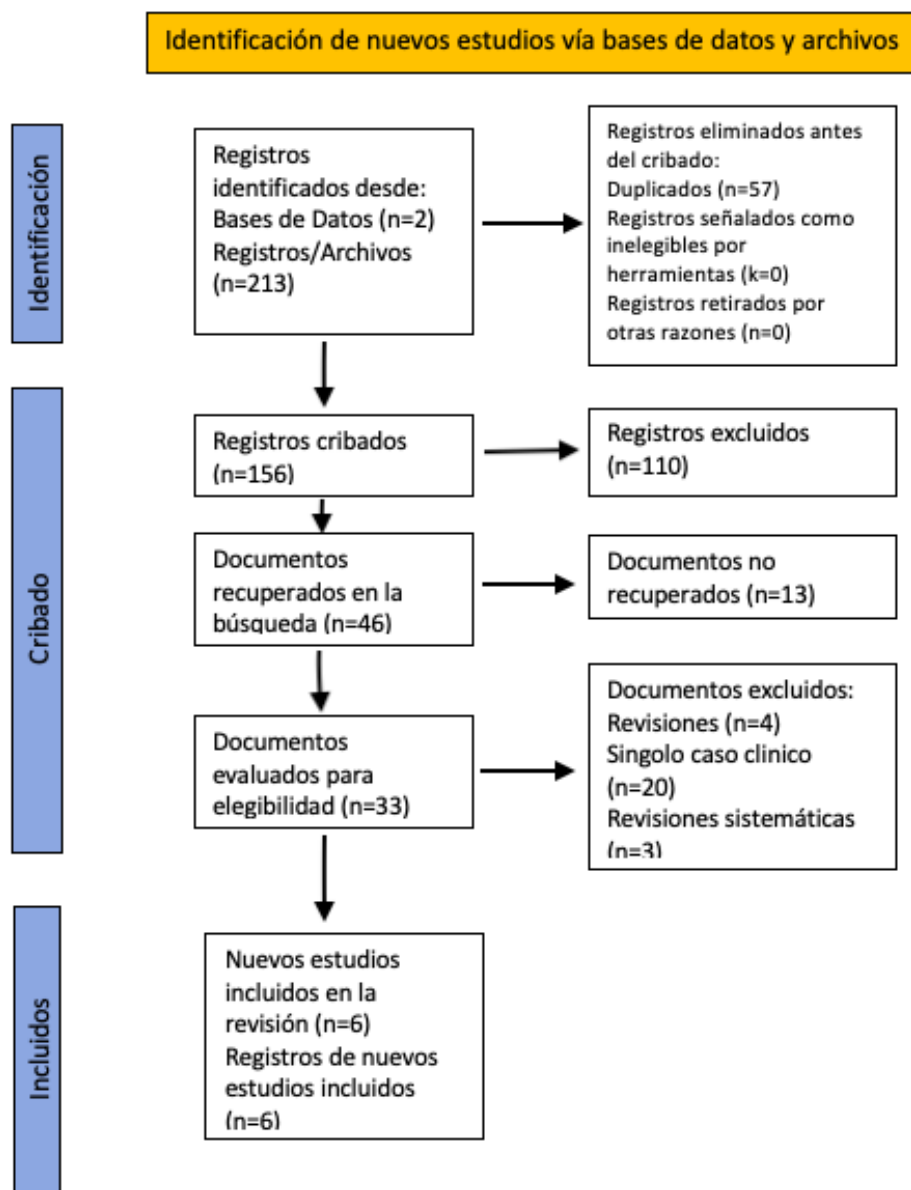 Identificación de nuevos estudios vía bases de datos y archivos
Identificación
Registros
identificados desde:
Bases de Datos (n=2)
Registros/Archivos
(n=213)
Registros eliminados antes
del cribado:
Duplicados (n=57)
Registros señalados como
inelegibles por
herramientas (k=0)
Registros retirados por
otras razones (n=0)
Cribado
Registros cribados
(n=156)
Registros excluidos
(n=110)
Documentos
recuperados en la
búsqueda (n=46)
Documentos no
recuperados (n=13)
Documentos
evaluados para
elegibilidad (n=33)
Documentos excluidos:
Revisiones (n=4)
Singolo caso clinico
(n=20)
Revisiones sistemáticas
(n=3)
Incluidos
Nuevos estudios
incluidos en la
revisión (n=6)
Registros de nuevos
estudios incluidos
(n=6)